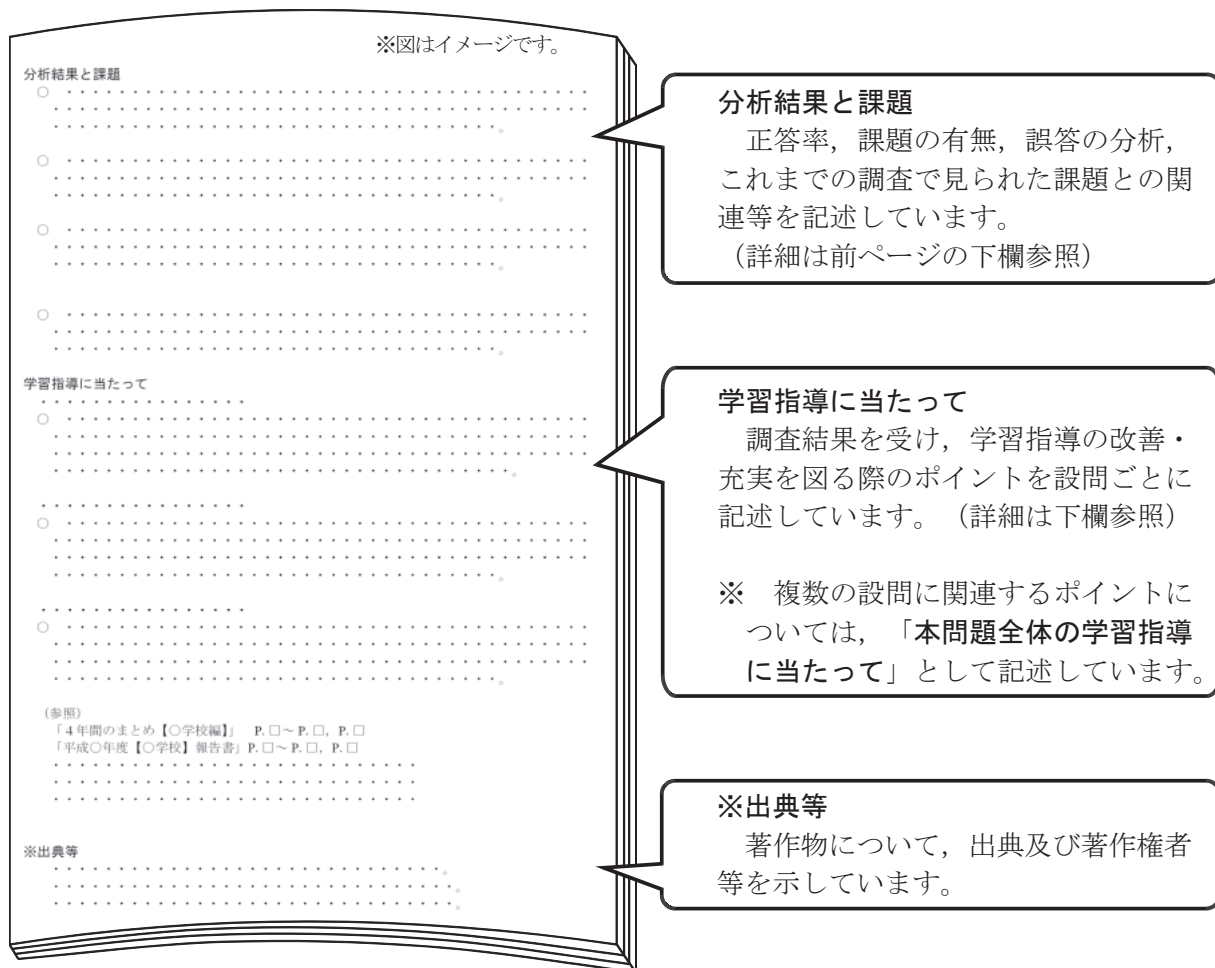 ※図はイメージです。
分析結果と課題
学習指導に当たって
(参照)
「4年間のまとめ【○学校編】」 P.□～P.□, P.□
「平成○年度【○学校】報告書」P.□～P.□, P.□
※出典等
分析結果と課題
正答率，課題の有無，誤答の分析，
これまでの調査で見られた課題との関
連等を記述しています。
（詳細は前ページの下欄参照）
学習指導に当たって
調査結果を受け，学習指導の改善・
充実を図る際のポイントを設問ごとに
記述しています。（詳細は下欄参照）
※　複数の設問に関連するポイントに
ついては，「本問題全体の学習指導
に当たって」として記述しています。
※出典等
著作物について，出典及び著作権者
等を示しています。